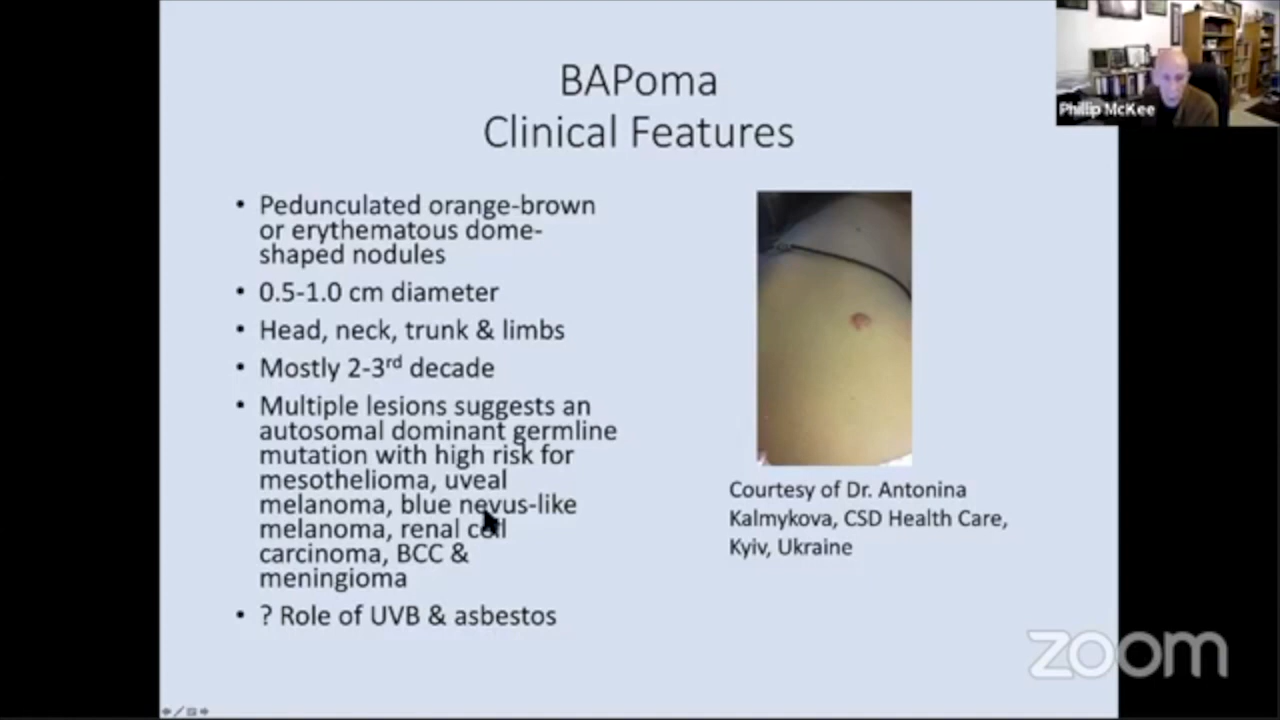 BAPoma
Clinical Features
Phillip McKee
• Pedunculated orange-brown
or erythematous dome-
shaped nodules
• 0.5-1.0 cm diameter
• Head, neck, trunk & limbs
• Mostly 2-3rd decade
• Multiple lesions suggests an
autosomal dominant germline
mutation with high risk for
mesothelioma, uveal
melanoma, blue nevus-like
melanoma, renal cell
carcinoma, BCC &
meningioma
• ? Role of UVB & asbestos
Courtesy of Dr. Antonina
Kalmykova, CSD Health Care,
Kyiv, Ukraine
zoom